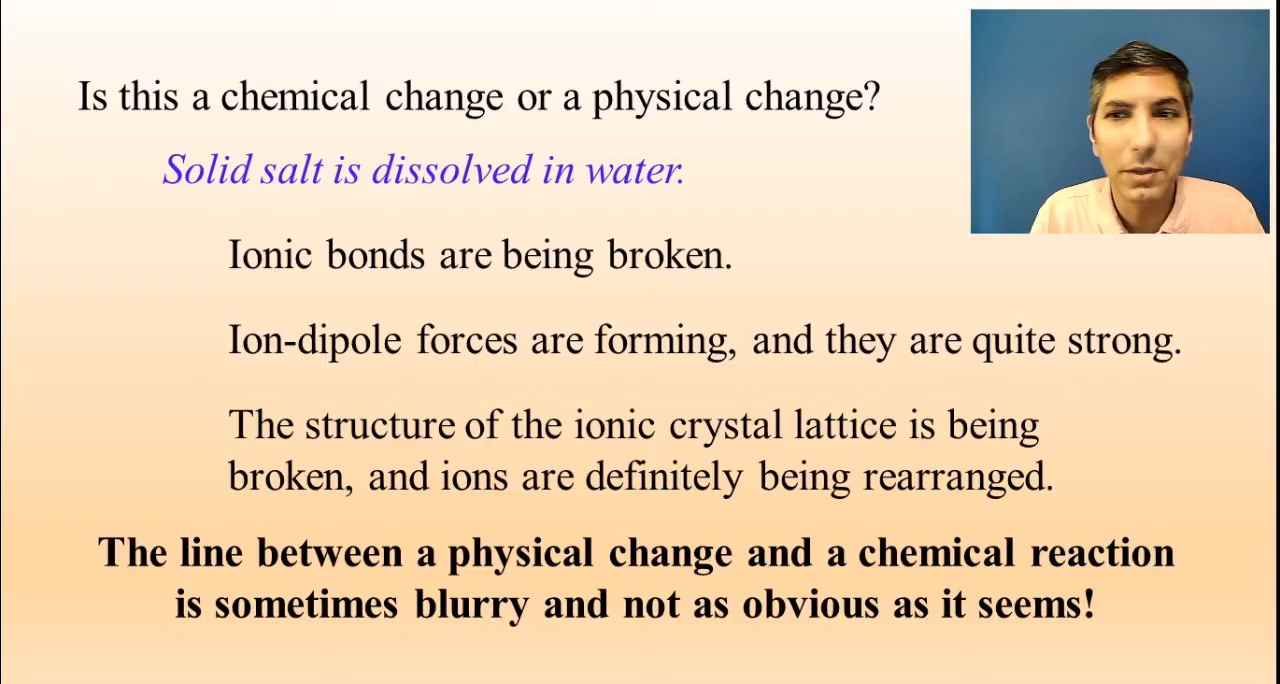 Is this a chemical change or a physical change?
Solid salt is dissolved in water.
Ionic bonds are being broken.
Ion-dipole forces are forming, and they are quite strong.
The structure of the ionic crystal lattice is being
broken, and ions are definitely being rearranged.
The line between a physical change and a chemical reaction
is sometimes blurry and not as obvious as it seems!